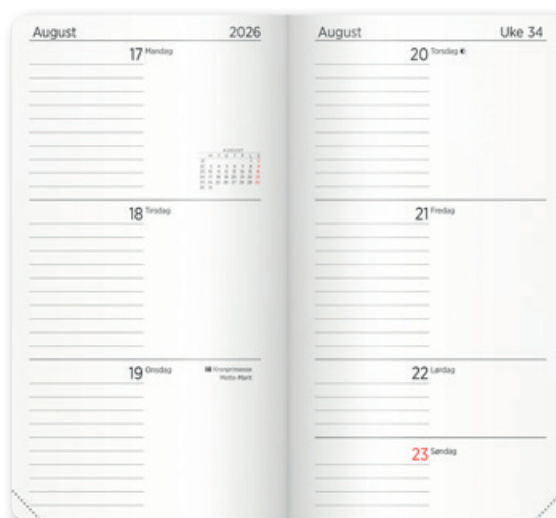 August 2026
17 Mandag
AUGUST
18 Tirsdag
19 Onsdag
Kronprinsesse
Mette-Marit
August Uke 34
20 Torsdag
21 Fredag
22 Lørdag
23 Søndag